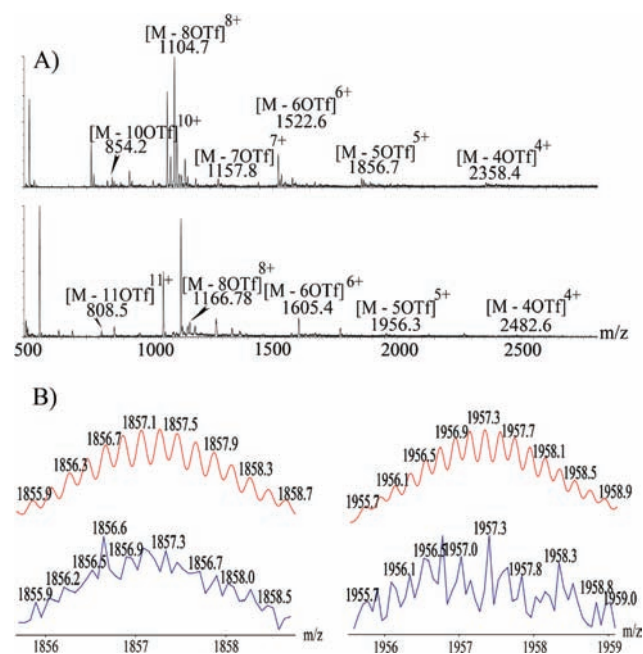 A)
[M - 8OTf]8+
1104.7
[M - 10OTf]10+
854.2
[M - 7OTf]7+
1157.8
[M - 6OTf]6+
1522.6
[M - 5OTf]5+
1856.7
[M - 4OTf]4+
2358.4
[M - 11OTf]11+
808.5
[M - 8OTf]8+
1166.78
[M - 6OTf]6+
1605.4
[M - 5OTf]5+
1956.3
[M - 4OTf]4+
2482.6
m/z
500 1000 1500 2000 2500
B)
1855.9 1856.3 1856.7 1857.1 1857.5 1857.9 1858.3 1858.7
1955.7 1956.1 1956.5 1956.9 1957.3 1957.7 1958.1 1958.5 1958.9
1855.9 1856.2 1856.5 1856.6 1856.9 1857.3 1856.7 1858.0 1858.5
1955.7 1956.1 1956.5 1957.0 1957.3 1957.8 1958.3 1958.8 1959.0
1856 1857 1858 m/z
1956 1957 1958 1959 m/z